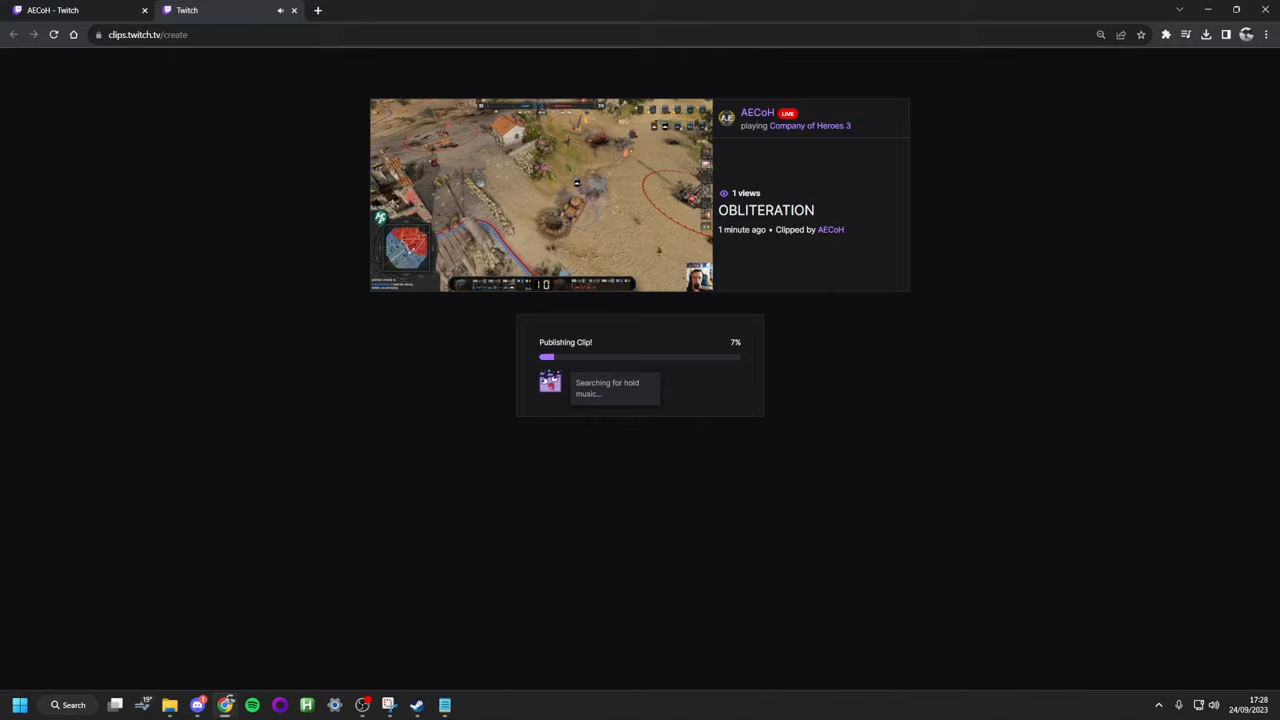 AECoH - Twitch
Twitch
clips.twitch.tv/create
AECoH LIVE
playing Company of Heroes 3
1 views
OBLITERATION
1 minute ago • Clipped by AECoH
Publishing Clip! 7%
Searching for hold
music...
Search
19°
17:28
24/09/2023